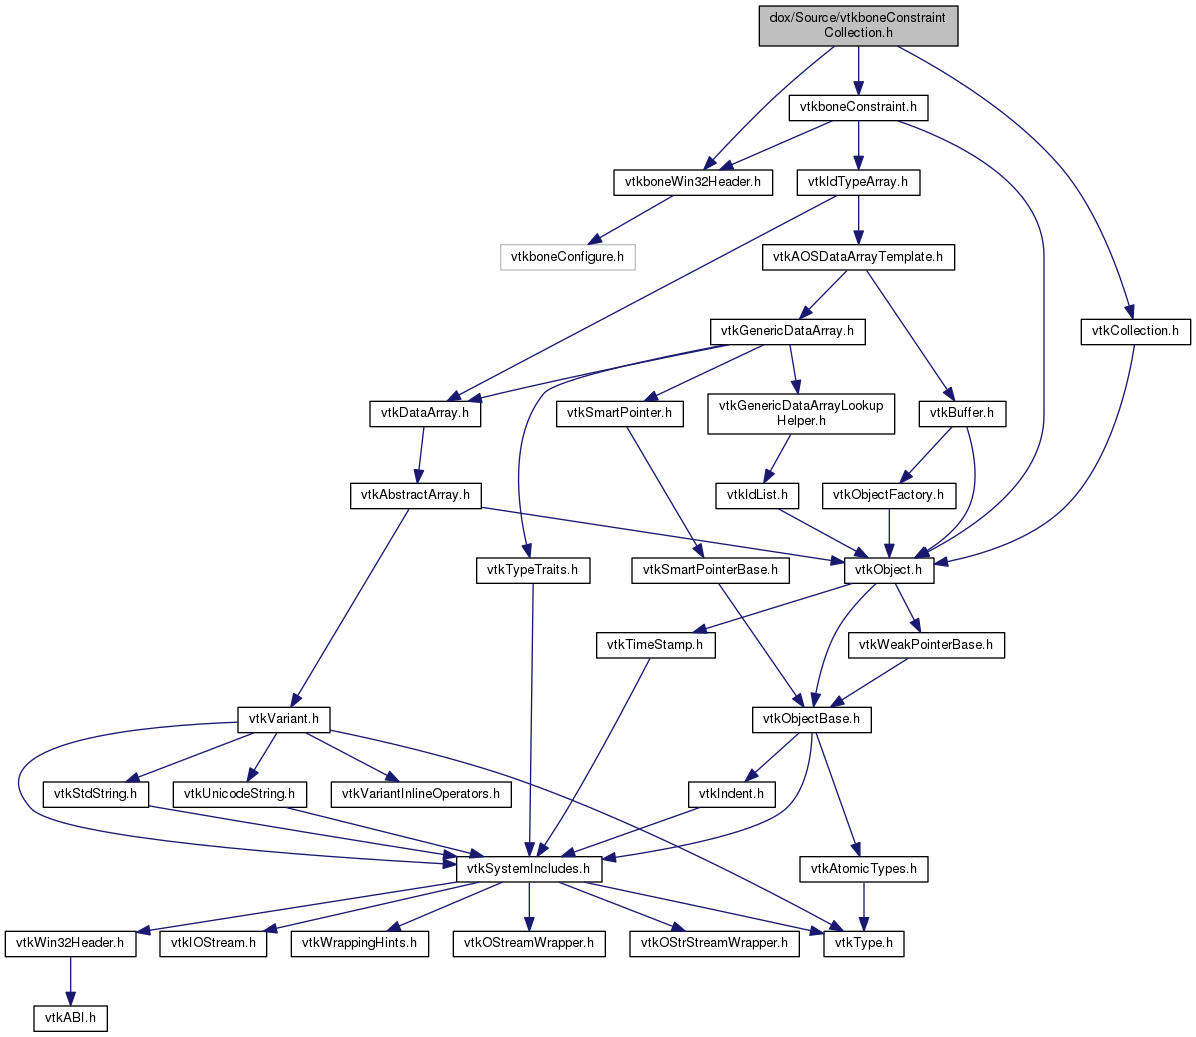 dox/Source/vtkboneConstraint
Collection.h
vtkboneConstraint.h
vtkboneWin32Header.h
vtkIdTypeArray.h
vtkboneConfigure.h
vtkAOSDataArrayTemplate.h
vtkGenericDataArray.h
vtkCollection.h
vtkDataArray.h
vtkSmartPointer.h
vtkGenericDataArrayLookup
Helper.h
vtkBuffer.h
vtkAbstractArray.h
vtkIdList.h
vtkObjectFactory.h
vtkTypeTraits.h
vtkSmartPointerBase.h
vtkObject.h
vtkTimeStamp.h
vtkWeakPointerBase.h
vtkVariant.h
vtkObjectBase.h
vtkStdString.h
vtkUnicodeString.h
vtkVariantInlineOperators.h
vtkIndent.h
vtkSystemIncludes.h
vtkAtomicTypes.h
vtkWin32Header.h
vtkIOStream.h
vtkWrappingHints.h
vtkOStreamWrapper.h
vtkOStrStreamWrapper.h
vtkType.h
vtkABI.h